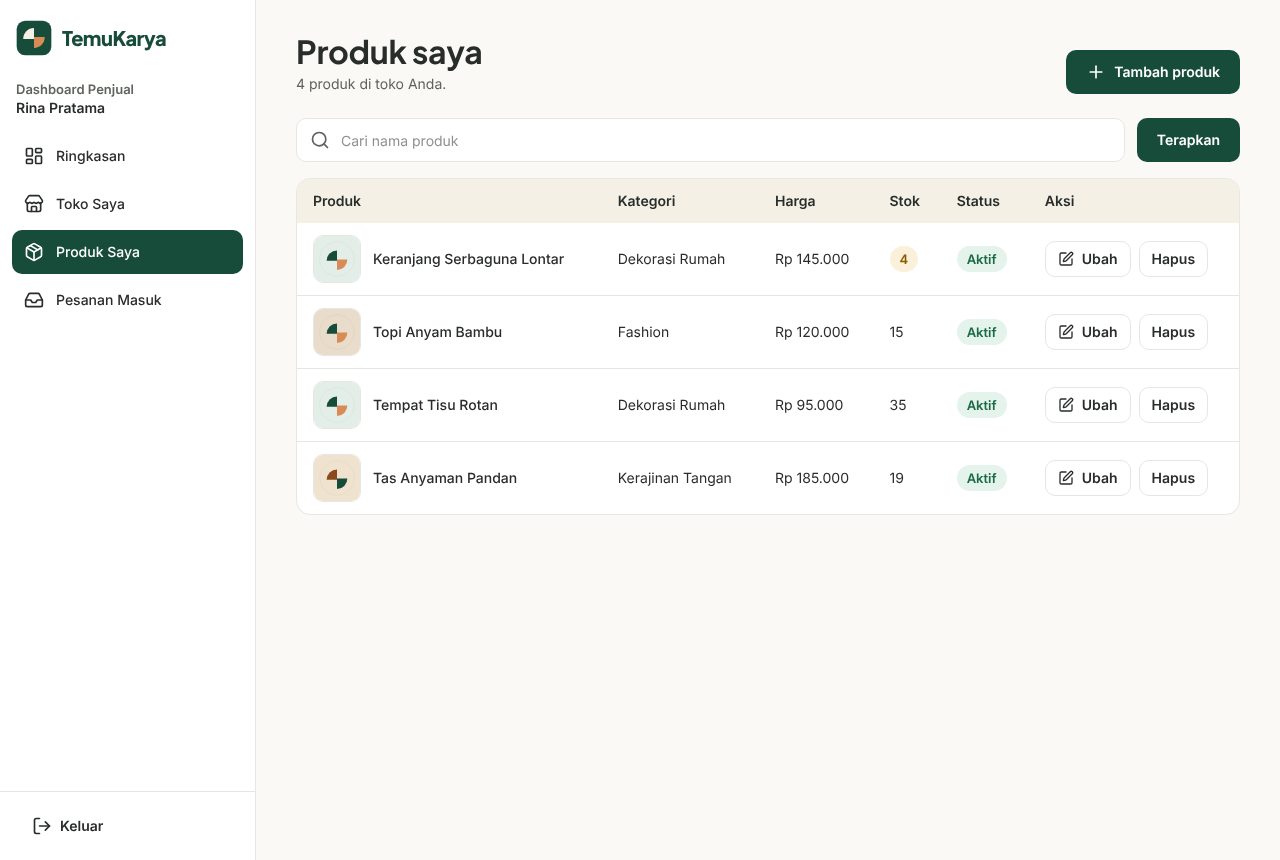 TemuKarya
Dashboard Penjual
Rina Pratama
Ringkasan
Toko Saya
Produk Saya
Pesanan Masuk
Keluar
Produk saya
4 produk di toko Anda.
Tambah produk
Cari nama produk
Terapkan
Produk Kategori Harga Stok Status Aksi
Keranjang Serbaguna Lontar Dekorasi Rumah Rp 145.000 4 Aktif Ubah Hapus
Topi Anyam Bambu Fashion Rp 120.000 15 Aktif Ubah Hapus
Tempat Tisu Rotan Dekorasi Rumah Rp 95.000 35 Aktif Ubah Hapus
Tas Anyaman Pandan Kerajinan Tangan Rp 185.000 19 Aktif Ubah Hapus